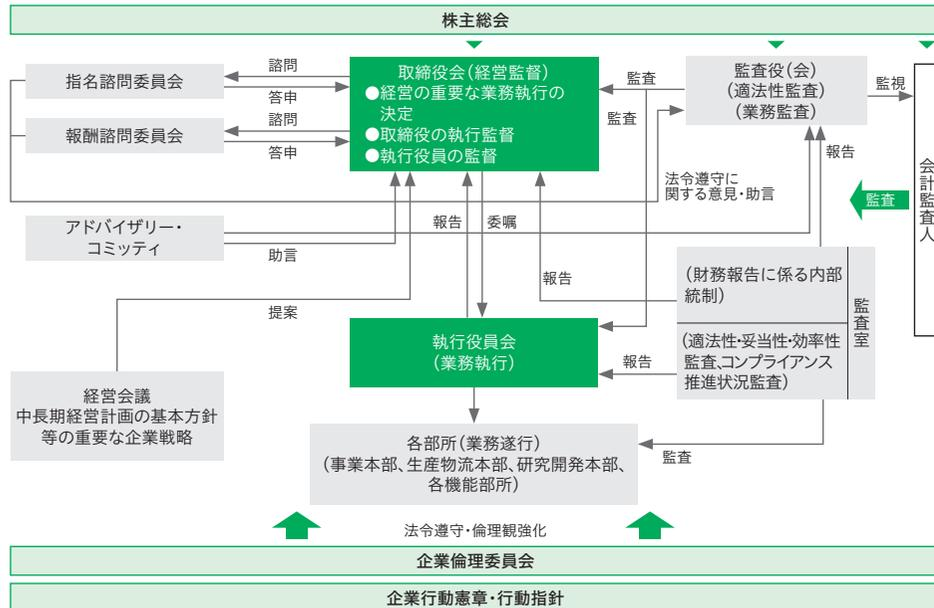 株主総会
指名諮問委員会
諮問
答申
報酬諮問委員会
諮問
答申
取締役会(経営監督)
●経営の重要な業務執行の
決定
●取締役の執行監督
●執行役員の監督
監査
監査
監査役(会)
(適法性監査)
(業務監査)
監視
報告
法令遵守に
関する意見・助言
監査
会計監査人
アドバイザリー・
コミッティ
助言
報告
委嘱
提案
報告
(財務報告に係る内部
統制)
監査室
(適法性・妥当性・効率性
監査、コンプライアンス
推進状況監査)
執行役員会
(業務執行)
報告
経営会議
中長期経営計画の基本方針
等の重要な企業戦略
各部所(業務遂行)
(事業本部、生産物流本部、研究開発本部、
各機能部所)
監査
法令遵守・倫理観強化
企業倫理委員会
企業行動憲章・行動指針